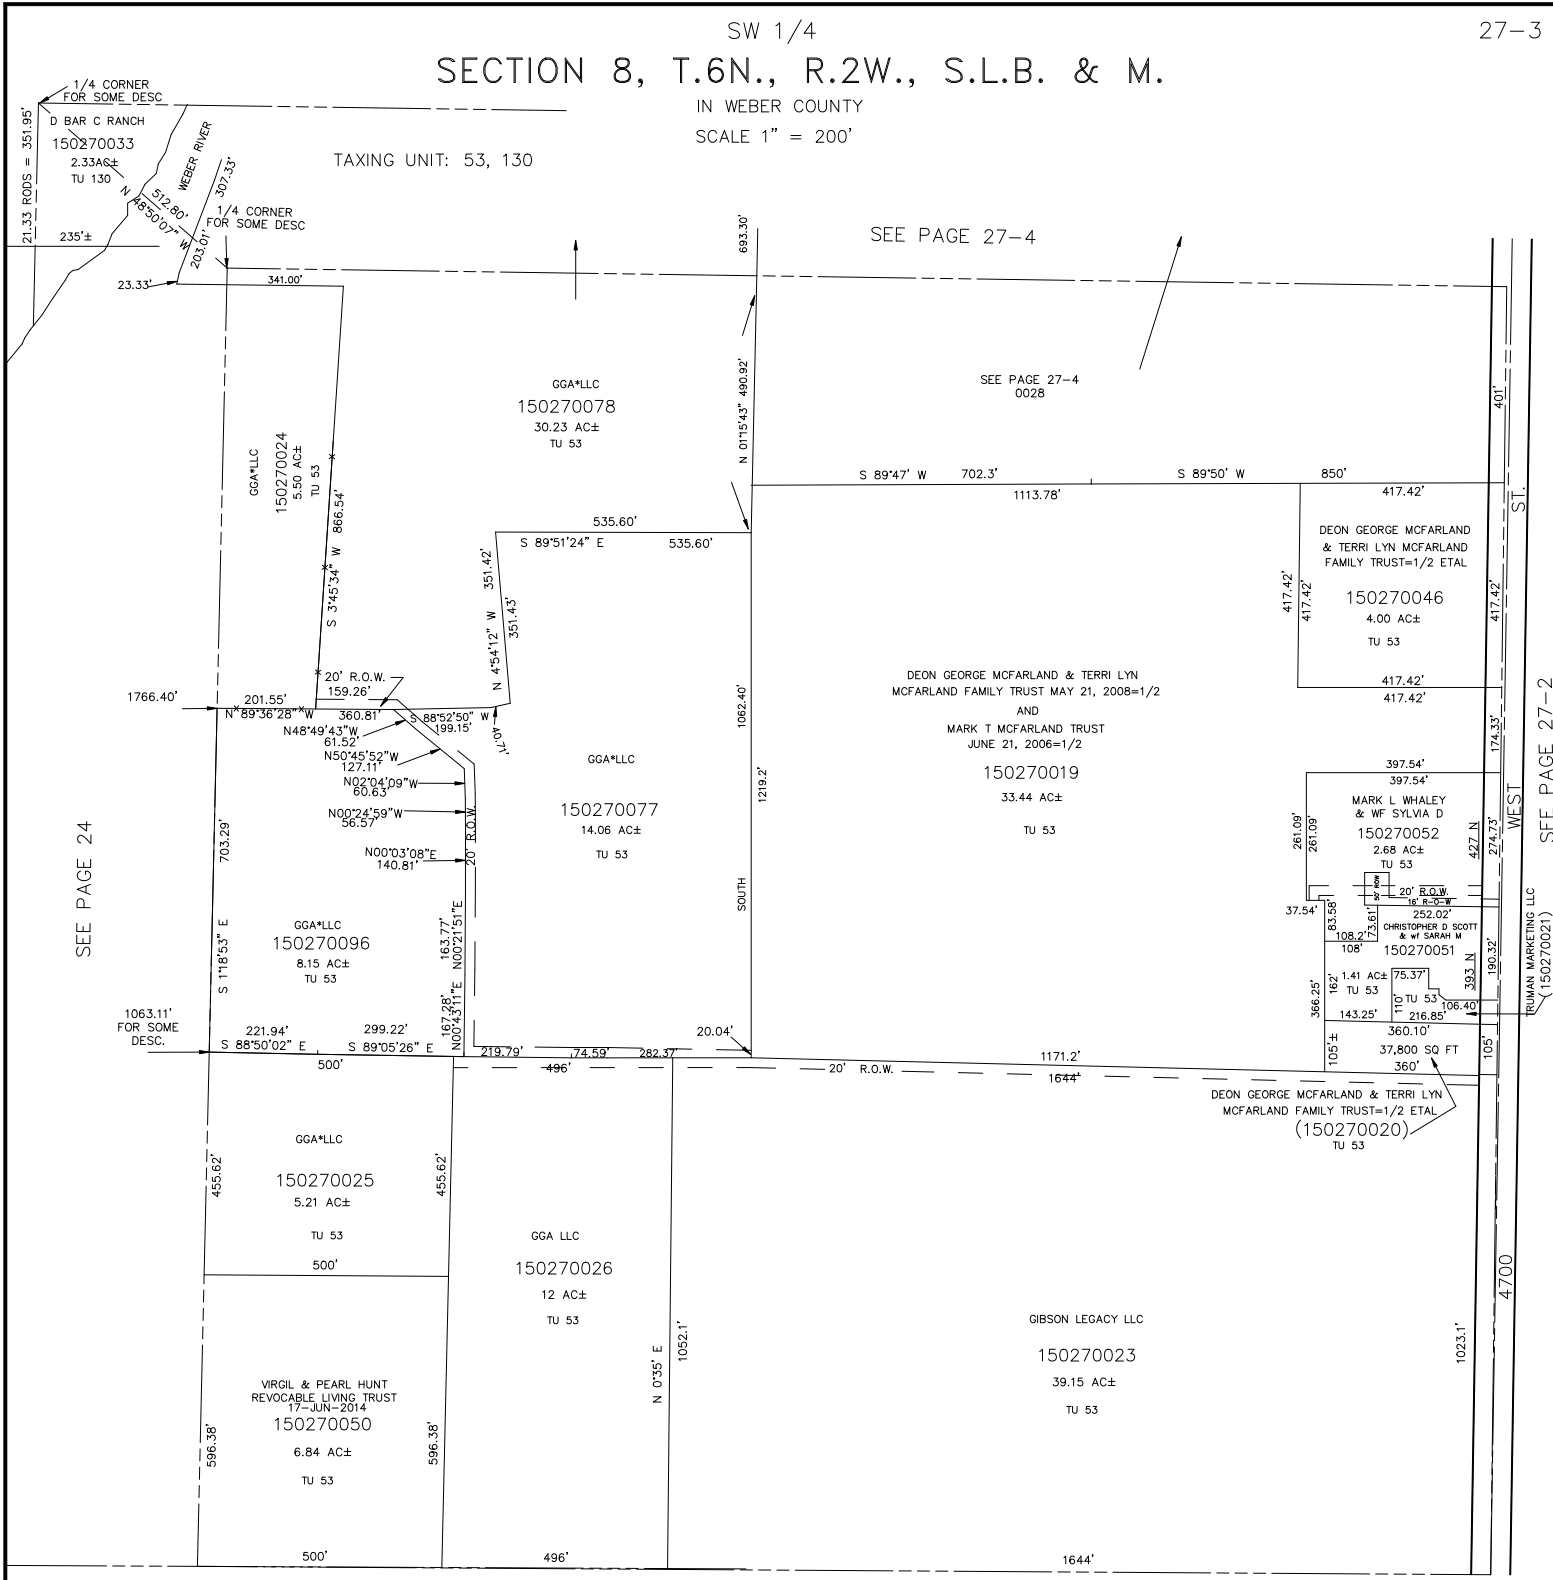 SW 1/4
27-3
SECTION 8, T.6N., R.2W., S.L.B. & M.
IN WEBER COUNTY
SCALE 1" = 200'
TAXING UNIT: 53, 130
1/4 CORNER
FOR SOME DESC
D BAR C RANCH
150270033
2.33AC±
TU 130
21.33 RODS = 351.95'
235'±
WEBER RIVER
512.80'
N 48°50'07" W
307.33'
203.01'
1/4 CORNER
FOR SOME DESC
23.33'
341.00'
693.30'
SEE PAGE 27-4
GGA*LLC
150270078
30.23 AC±
TU 53
N 01°15'43" 490.92'
SEE PAGE 27-4
0028
401'
GGA*LLC
150270024
5.50 AC±
TU 53
S 3°45'34" W 866.54'
S 89°47' W 702.3'
S 89°50' W 850'
1113.78'
417.42'
535.60'
S 89°51'24" E 535.60'
N 4°54'12" W 351.42'
351.43'
DEON GEORGE MCFARLAND
& TERRI LYN MCFARLAND
FAMILY TRUST=1/2 ETAL
150270046
4.00 AC±
TU 53
417.42'
417.42'
417.42'
417.42'
417.42'
ST.
20' R.O.W.
159.26'
1766.40'
201.55'
N 89°36'28" W
360.81'
S 88°52'50" W
199.15'
40.71'
N48°49'43"W
61.52'
N50°45'52"W
127.11'
N02°04'09"W
60.63'
N00°24'59"W
56.57'
N00°03'08"E
140.81'
20' R.O.W.
GGA*LLC
150270077
14.06 AC±
TU 53
1062.40'
1219.2'
SOUTH
DEON GEORGE MCFARLAND & TERRI LYN
MCFARLAND FAMILY TRUST MAY 21, 2008=1/2
AND
MARK T MCFARLAND TRUST
JUNE 21, 2006=1/2
150270019
33.44 AC±
TU 53
174.33'
397.54'
397.54'
MARK L WHALEY
& WF SYLVIA D
150270052
2.68 AC±
TU 53
261.09'
261.09'
427 N
274.73'
WEST
SEE PAGE 27-2
50' ROW
20' R.O.W.
16' R-O-W
37.54'
83.58'
73.61'
252.02'
CHRISTOPHER D SCOTT
& wf SARAH M
150270051
108.2'
108'
1.41 AC±
TU 53
75.37'
TU 53
110'
106.40'
393 N
190.32'
366.25'
162'
143.25'
216.85'
TRUMAN MARKETING LLC
(150270021)
SEE PAGE 24
703.29'
S 1°18'53" E
GGA*LLC
150270096
8.15 AC±
TU 53
163.77'
N00°21'51"E
167.28'
N00°43'11"E
1063.11'
FOR SOME
DESC.
221.94'
S 88°50'02" E
299.22'
S 89°05'26" E
20.04'
219.79'
74.59'
282.37'
500'
496'
20' R.O.W.
1171.2'
1644'
105'±
360.10'
37,800 SQ FT
360'
105'
DEON GEORGE MCFARLAND & TERRI LYN
MCFARLAND FAMILY TRUST=1/2 ETAL
(150270020)
TU 53
GGA*LLC
150270025
5.21 AC±
TU 53
455.62'
455.62'
500'
GGA LLC
150270026
12 AC±
TU 53
N 0°35' E
1052.1'
GIBSON LEGACY LLC
150270023
39.15 AC±
TU 53
1023.1'
4700
VIRGIL & PEARL HUNT
REVOCABLE LIVING TRUST
17-JUN-2014
150270050
6.84 AC±
TU 53
596.38'
596.38'
500'
496'
1644'